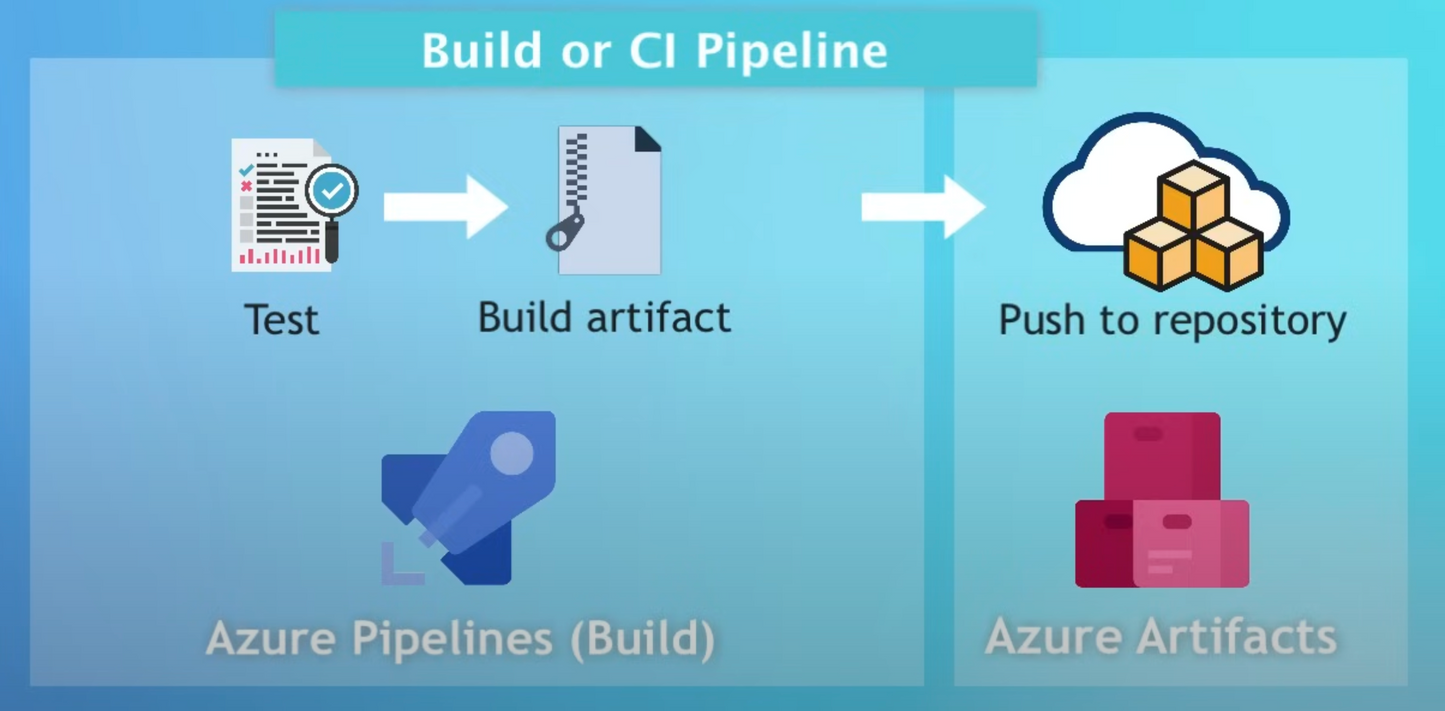 Build or CI Pipeline
Test
Build artifact
Push to repository
Azure Pipelines (Build)
Azure Artifacts